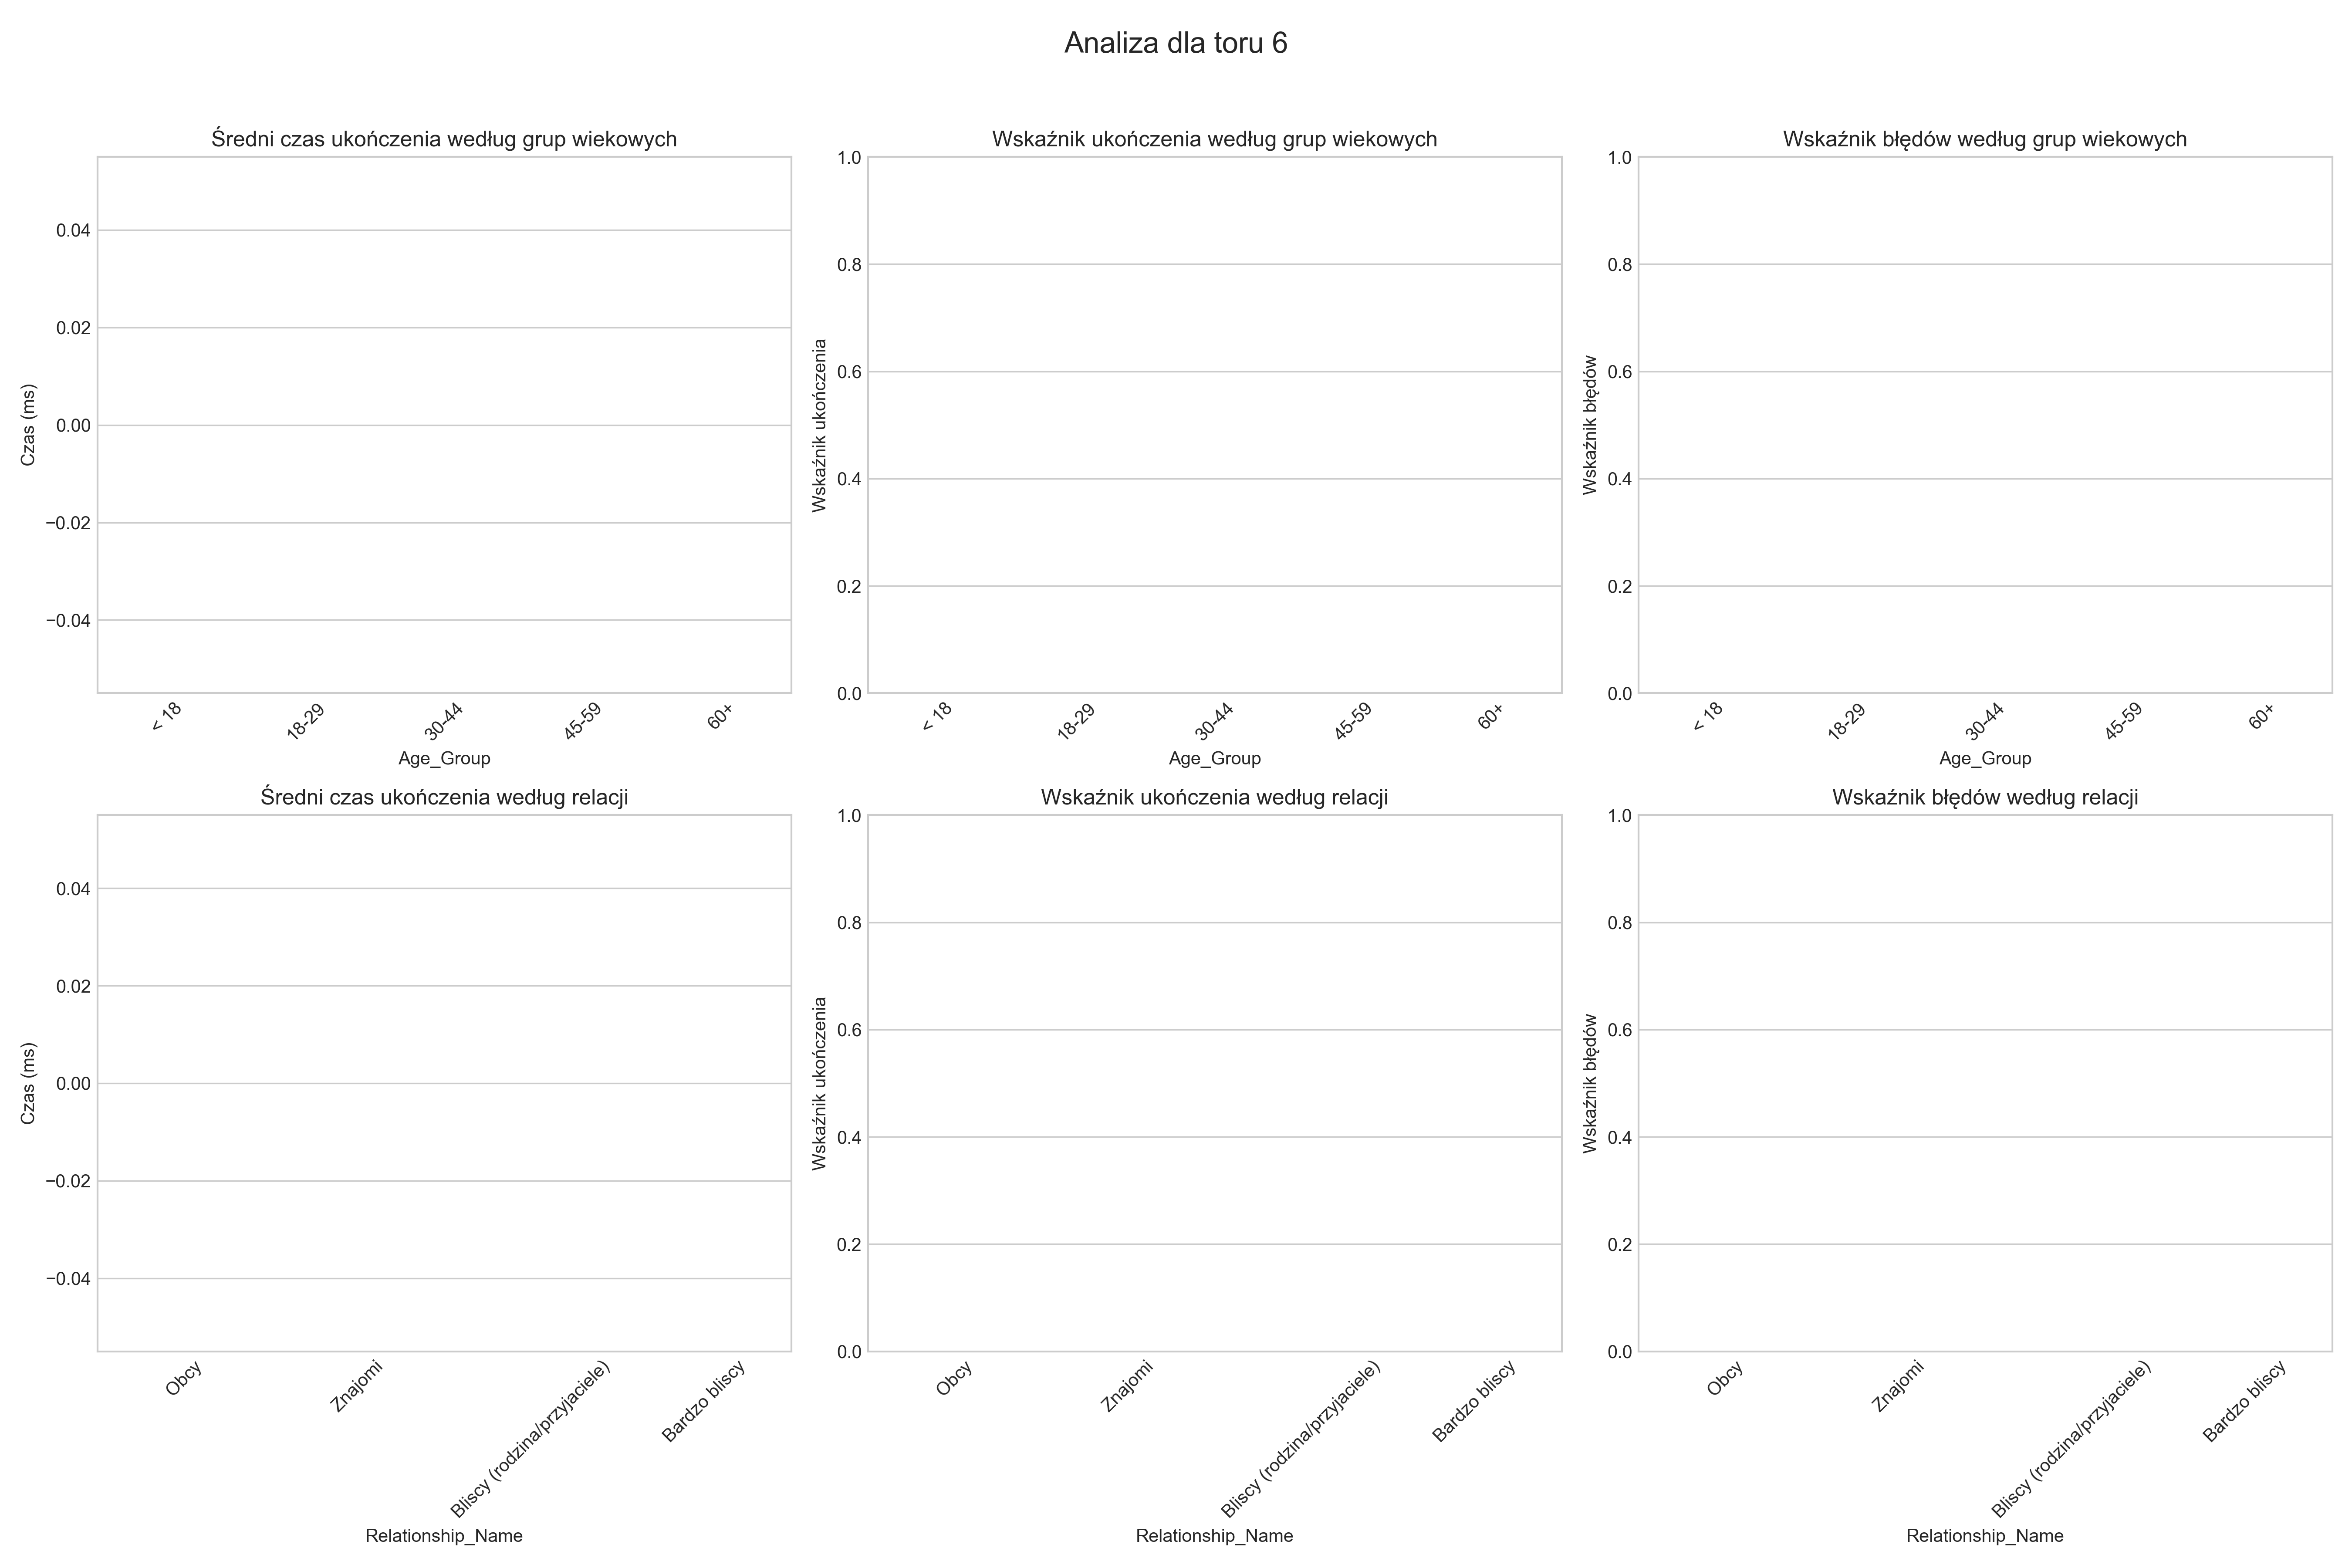 Analiza dla toru 6
Średni czas ukończenia według grup wiekowych
0.04
0.02
0.00
−0.02
−0.04
Czas (ms)
< 18
18-29
30-44
45-59
60+
Age_Group
Wskaźnik ukończenia według grup wiekowych
1.0
0.8
0.6
0.4
0.2
0.0
Wskaźnik ukończenia
< 18
18-29
30-44
45-59
60+
Age_Group
Wskaźnik błędów według grup wiekowych
1.0
0.8
0.6
0.4
0.2
0.0
Wskaźnik błędów
< 18
18-29
30-44
45-59
60+
Age_Group
Średni czas ukończenia według relacji
0.04
0.02
0.00
−0.02
−0.04
Czas (ms)
Obcy
Znajomi
Bliscy (rodzina/przyjaciele)
Bardzo bliscy
Relationship_Name
Wskaźnik ukończenia według relacji
1.0
0.8
0.6
0.4
0.2
0.0
Wskaźnik ukończenia
Obcy
Znajomi
Bliscy (rodzina/przyjaciele)
Bardzo bliscy
Relationship_Name
Wskaźnik błędów według relacji
1.0
0.8
0.6
0.4
0.2
0.0
Wskaźnik błędów
Obcy
Znajomi
Bliscy (rodzina/przyjaciele)
Bardzo bliscy
Relationship_Name